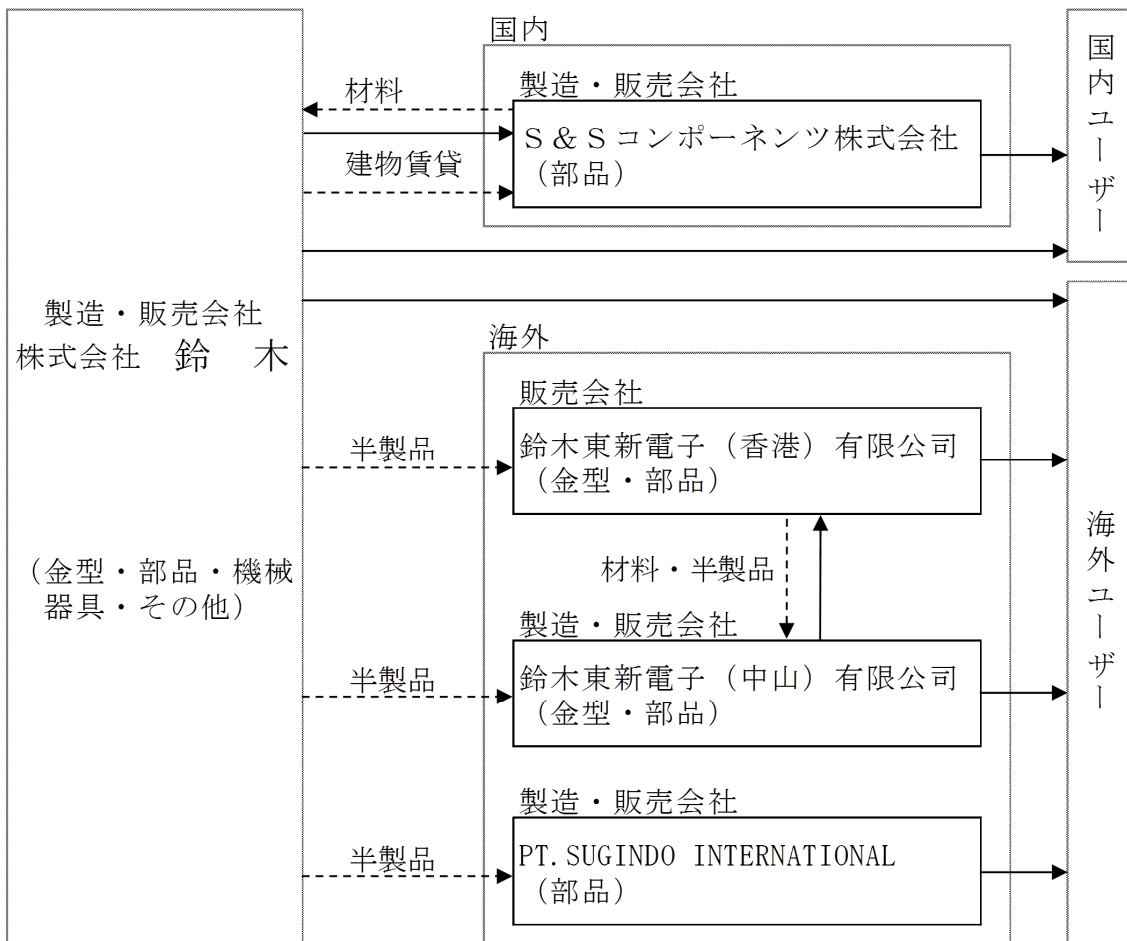 国内
製造・販売会社
材料
S＆Sコンポーネンツ株式会社
（部品）
建物賃貸
国内ユーザー
製造・販売会社
株式会社　鈴　木
（金型・部品・機械
器具・その他）
海外
販売会社
半製品
鈴木東新電子（香港）有限公司
（金型・部品）
材料・半製品
製造・販売会社
半製品
鈴木東新電子（中山）有限公司
（金型・部品）
製造・販売会社
半製品
PT.SUGINDO INTERNATIONAL
（部品）
海外ユーザー